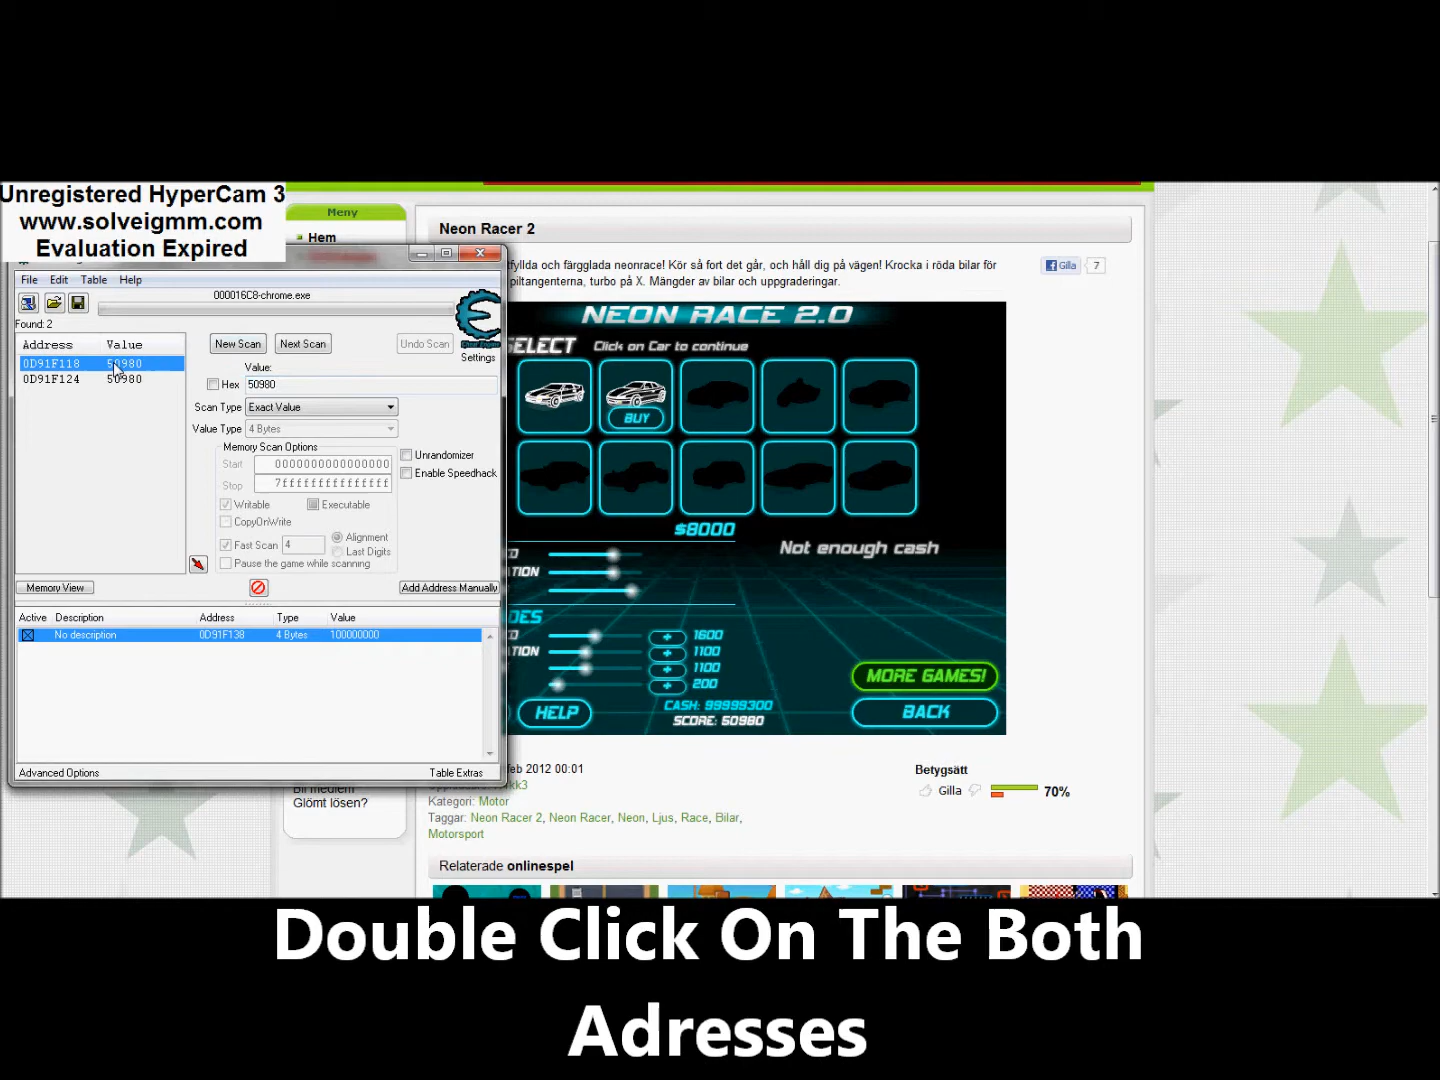 Unregistered HyperCam 3
www.solveigmm.com
Evaluation Expired
Meny
Hem
Neon Racer 2
tfyllda och färgglada neonrace! Kör så fort det går, och håll dig på vägen! Krocka i röda bilar för
piltangenterna, turbo på X. Mängder av bilar och uppgraderingar.
Gilla 7
File Edit Table Help
000016C8-chrome.exe
Found: 2
Address Value
0D91F118 50980
0D91F124 50980
New Scan Next Scan Undo Scan
Settings
Value:
Hex 50980
Scan Type Exact Value
Value Type 4 Bytes
Memory Scan Options
Start 0000000000000000
Stop 7fffffffffffffff
Writable Executable
CopyOnWrite
Fast Scan 4 Alignment
Last Digits
Pause the game while scanning
Unrandomizer
Enable Speedhack
Memory View Add Address Manually
Active Description Address Type Value
No description 0D91F138 4 Bytes 100000000
Advanced Options Table Extras
NEON RACE 2.0
SELECT Click on Car to continue
BUY
$8000
Not enough cash
ATION
DES
1600
ATION 1100
1100
200
MORE GAMES!
HELP
CASH: 99999300
SCORE: 50980
BACK
feb 2012 00:01
Kategori: Motor
Taggar: Neon Racer 2, Neon Racer, Neon, Ljus, Race, Bilar,
Motorsport
Betygsätt
Gilla 70%
Bli medlem
Glömt lösen?
Relaterade onlinespel
Double Click On The Both
Adresses